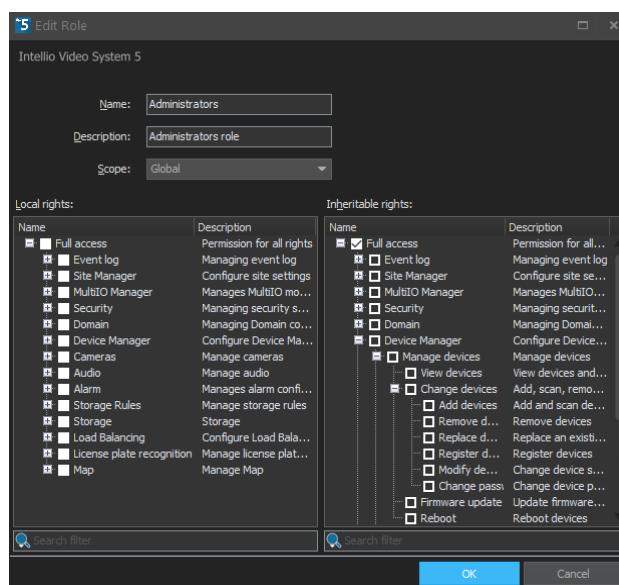 5 Edit Role
Intellio Video System 5
Name: Administrators
Description: Administrators role
Scope: Global
Local rights:
Name Description
Full access Permission for all rights
Event log Managing event log
Site Manager Configure site settings
MultiIO Manager Manages MultiIO mo...
Security Managing security s...
Domain Managing Domain co...
Device Manager Configure Device Ma...
Cameras Manage cameras
Audio Manage audio
Alarm Manages alarm confi...
Storage Rules Manage storage rules
Storage Storage
Load Balancing Configure Load Bala...
License plate recognition Manage license plat...
Map Manage Map
Search filter
Inheritable rights:
Name Description
Full access Permission for all...
Event log Managing event log
Site Manager Configure site se...
MultiIO Manager Manages MultiIO...
Security Managing securit...
Domain Managing Domai...
Device Manager Configure Device...
Manage devices Manage devices
View devices View devices and...
Change devices Add, scan, remo...
Add devices Add and scan de...
Remove d... Remove devices
Replace d... Replace an existi...
Register d... Register devices
Modify de... Change device s...
Change passw Change device p...
Firmware update Update firmware...
Reboot Reboot devices
Search filter
OK Cancel